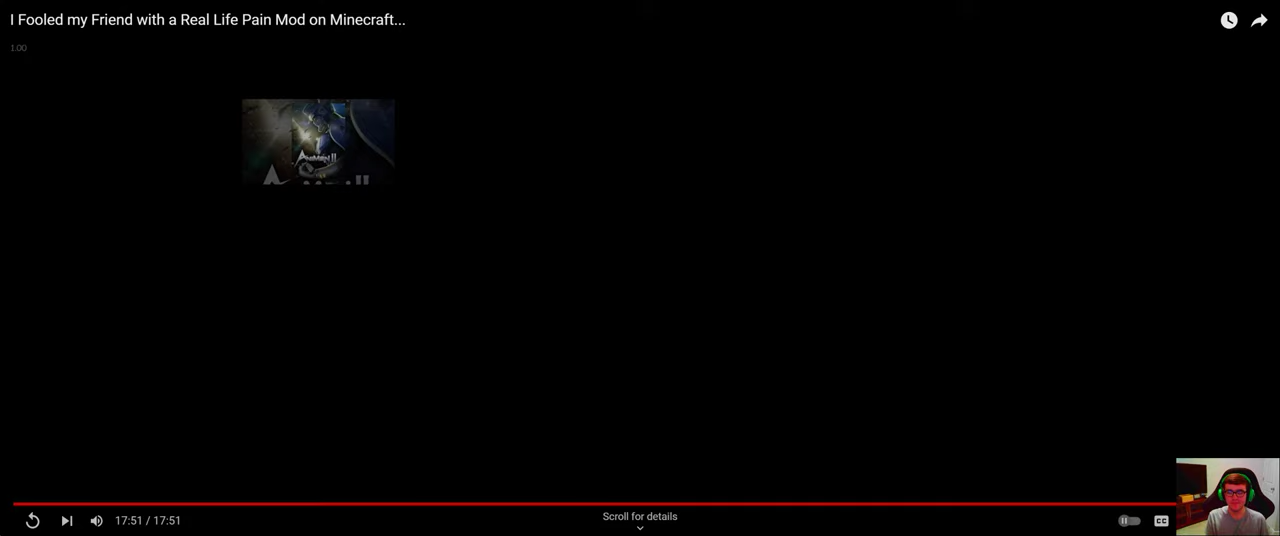 I Fooled my Friend with a Real Life Pain Mod on Minecraft...
1.00
17:51 / 17:51
Scroll for details
CC